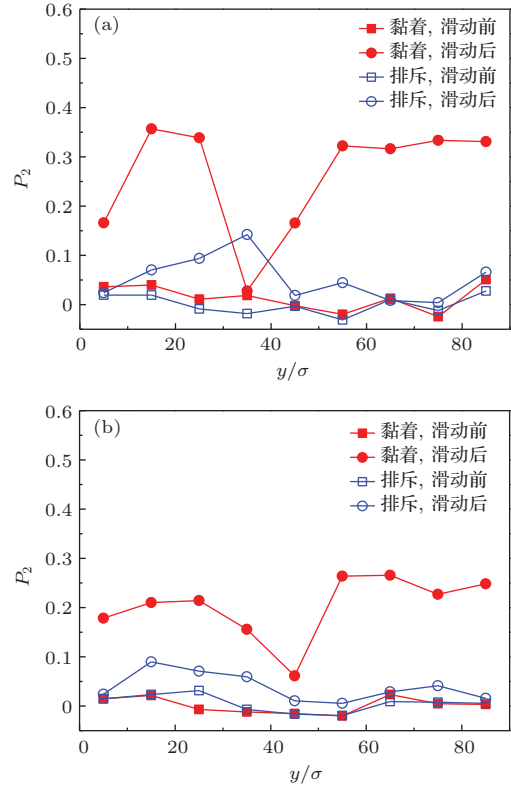 0.6
(a)
黏着, 滑动前
黏着, 滑动后
0.5
排斥, 滑动前
排斥, 滑动后
0.4
0.3
P2
0.2
0.1
0
0 20 40 60 80
y/σ
0.6
(b)
黏着, 滑动前
黏着, 滑动后
0.5
排斥, 滑动前
排斥, 滑动后
0.4
0.3
P2
0.2
0.1
0
0 20 40 60 80
y/σ